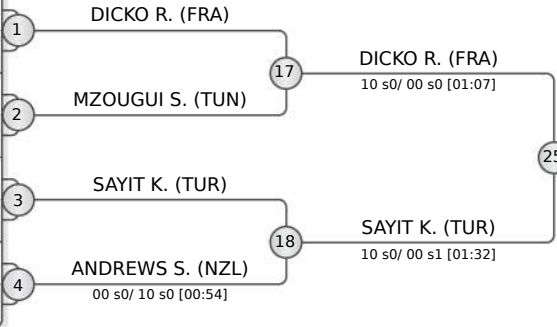 1
DICKO R. (FRA)
17
DICKO R. (FRA)
10 s0/ 00 s0 [01:07]
2
MZOUGUI S. (TUN)
25
3
SAYIT K. (TUR)
18
SAYIT K. (TUR)
10 s0/ 00 s1 [01:32]
4
ANDREWS S. (NZL)
00 s0/ 10 s0 [00:54]